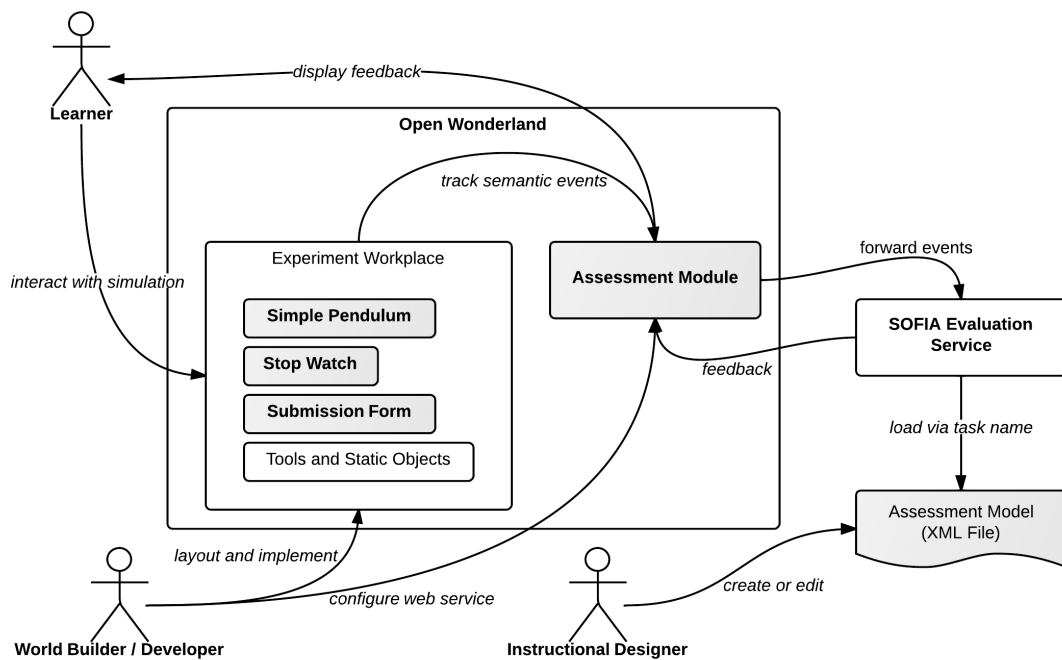 display feedback
Learner
Open Wonderland
track semantic events
Experiment Workplace
forward events
Assessment Module
interact with simulation
Simple Pendulum
SOFIA Evaluation
Service
Stop Watch
feedback
Submission Form
load via task name
Tools and Static Objects
Assessment Model
(XML File)
layout and implement
create or edit
configure web service
World Builder / Developer
Instructional Designer